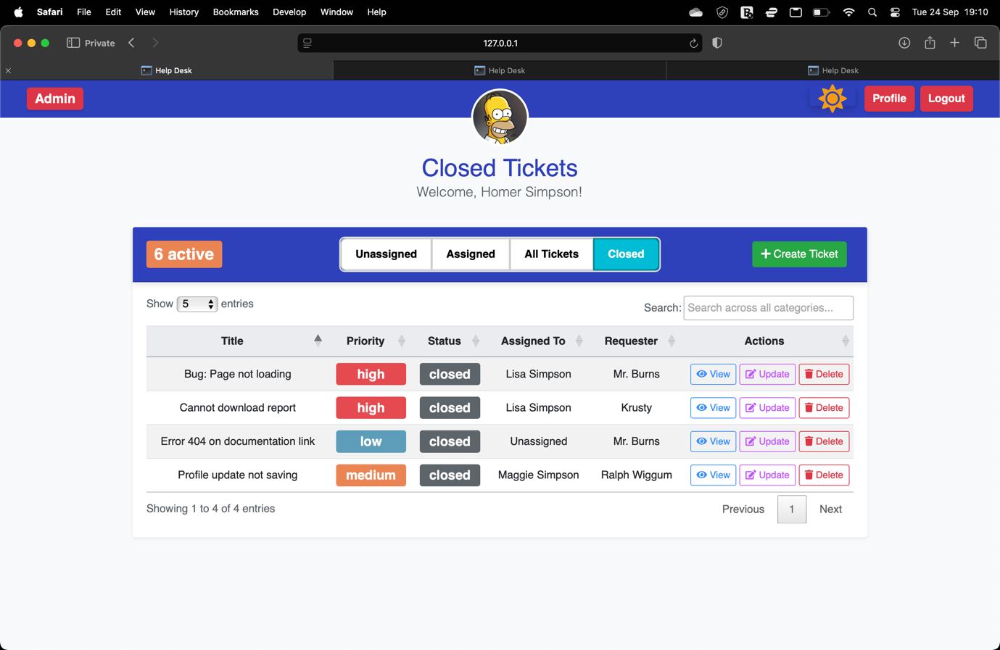 Safari File Edit View History Bookmarks Develop Window Help Tue 24 Sep 19:10
Private 127.0.0.1
Help Desk Help Desk Help Desk
Admin Profile Logout
Closed Tickets
Welcome, Homer Simpson!
6 active Unassigned Assigned All Tickets Closed Create Ticket
Show 5 entries Search: Search across all categories...
Title Priority Status Assigned To Requester Actions
Bug: Page not loading high closed Lisa Simpson Mr. Burns View Update Delete
Cannot download report high closed Lisa Simpson Krusty View Update Delete
Error 404 on documentation link low closed Unassigned Mr. Burns View Update Delete
Profile update not saving medium closed Maggie Simpson Ralph Wiggum View Update Delete
Showing 1 to 4 of 4 entries Previous 1 Next